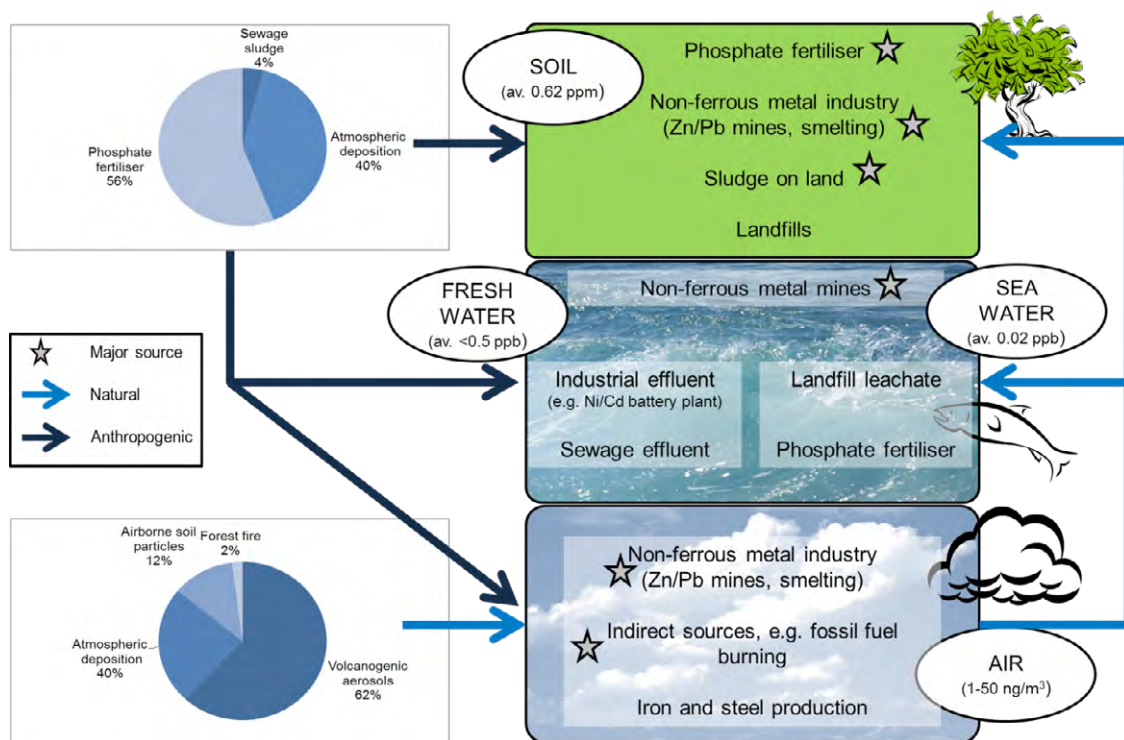 Sewage
sludge
4%
Phosphate
fertiliser
56%
Atmospheric
deposition
40%
SOIL
(av. 0.62 ppm)
Phosphate fertiliser
Non-ferrous metal industry
(Zn/Pb mines, smelting)
Sludge on land
Landfills
FRESH
WATER
(av. <0.5 ppb)
Non-ferrous metal mines
SEA
WATER
(av. 0.02 ppb)
Major source
Natural
Anthropogenic
Industrial effluent
(e.g. Ni/Cd battery plant)
Sewage effluent
Landfill leachate
Phosphate fertiliser
Airborne soil
particles
12%
Forest fire
2%
Atmospheric
deposition
40%
Volcanogenic
aerosols
62%
Non-ferrous metal industry
(Zn/Pb mines, smelting)
Indirect sources, e.g. fossil fuel
burning
Iron and steel production
AIR
(1-50 ng/m³)